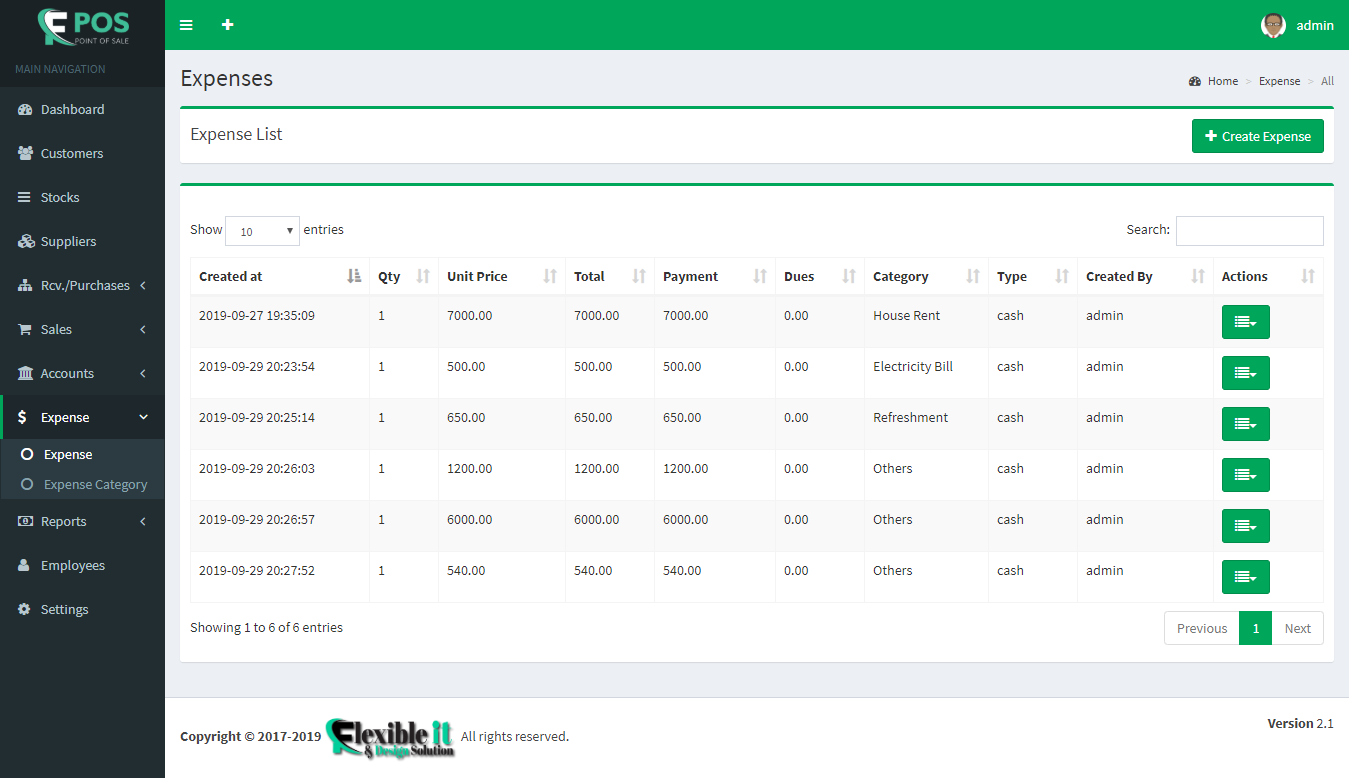 POS
POINT OF SALE
admin
MAIN NAVIGATION
Dashboard
Customers
Stocks
Suppliers
Rcv./Purchases
Sales
Accounts
Expense
Expense
Expense Category
Reports
Employees
Settings
Expenses
Home > Expense > All
Expense List
Create Expense
Show 10 entries
Search:
Created at Qty Unit Price Total Payment Dues Category Type Created By Actions
2019-09-27 19:35:09 1 7000.00 7000.00 7000.00 0.00 House Rent cash admin
2019-09-29 20:23:54 1 500.00 500.00 500.00 0.00 Electricity Bill cash admin
2019-09-29 20:25:14 1 650.00 650.00 650.00 0.00 Refreshment cash admin
2019-09-29 20:26:03 1 1200.00 1200.00 1200.00 0.00 Others cash admin
2019-09-29 20:26:57 1 6000.00 6000.00 6000.00 0.00 Others cash admin
2019-09-29 20:27:52 1 540.00 540.00 540.00 0.00 Others cash admin
Showing 1 to 6 of 6 entries
Previous 1 Next
Copyright © 2017-2019 Flexible it & Design Solution All rights reserved.
Version 2.1